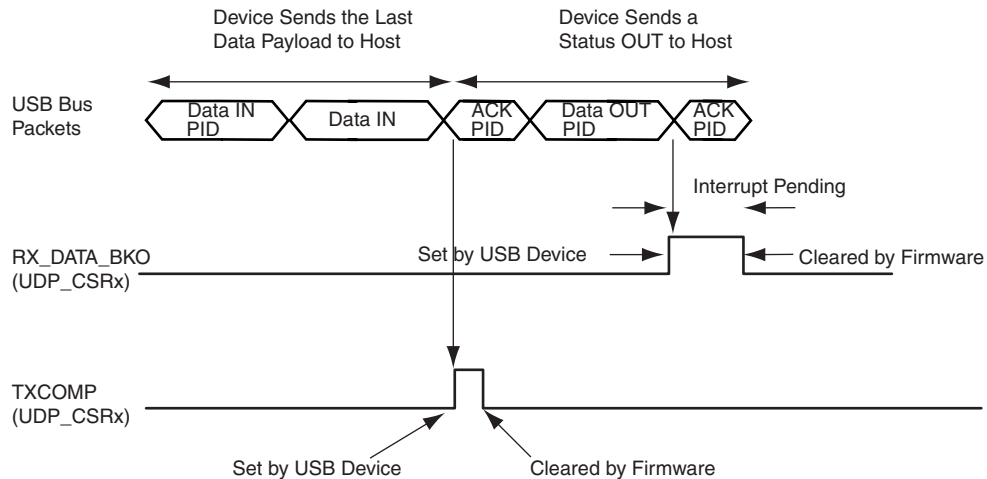 Device Sends the Last
Data Payload to Host
Device Sends a
Status OUT to Host
USB Bus
Packets
Data IN
PID
Data IN
ACK
PID
Data OUT
PID
ACK
PID
Interrupt Pending
RX_DATA_BKO
(UDP_CSRx)
Set by USB Device
Cleared by Firmware
TXCOMP
(UDP_CSRx)
Set by USB Device
Cleared by Firmware